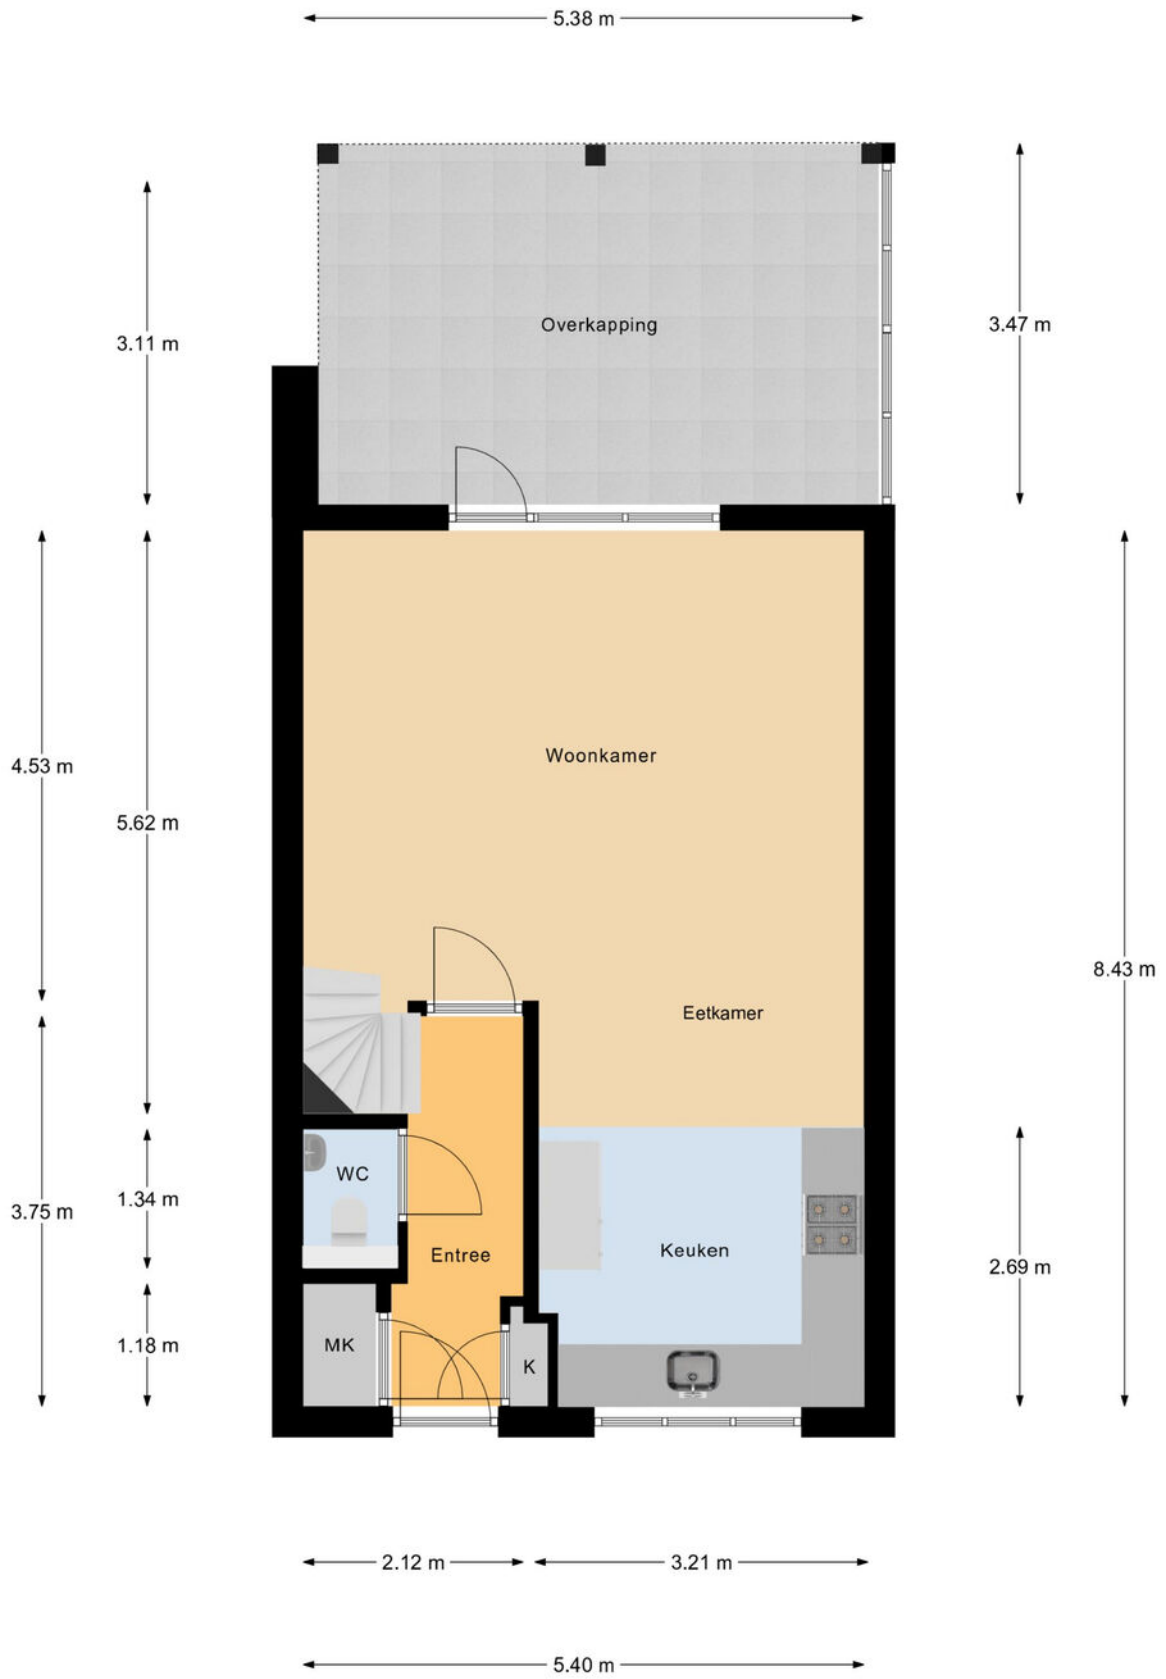 5.38 m
Overkapping
3.11 m
3.47 m
Woonkamer
4.53 m
5.62 m
8.43 m
Eetkamer
WC
1.34 m
3.75 m
Entree
Keuken
2.69 m
MK
1.18 m
K
2.12 m
3.21 m
5.40 m